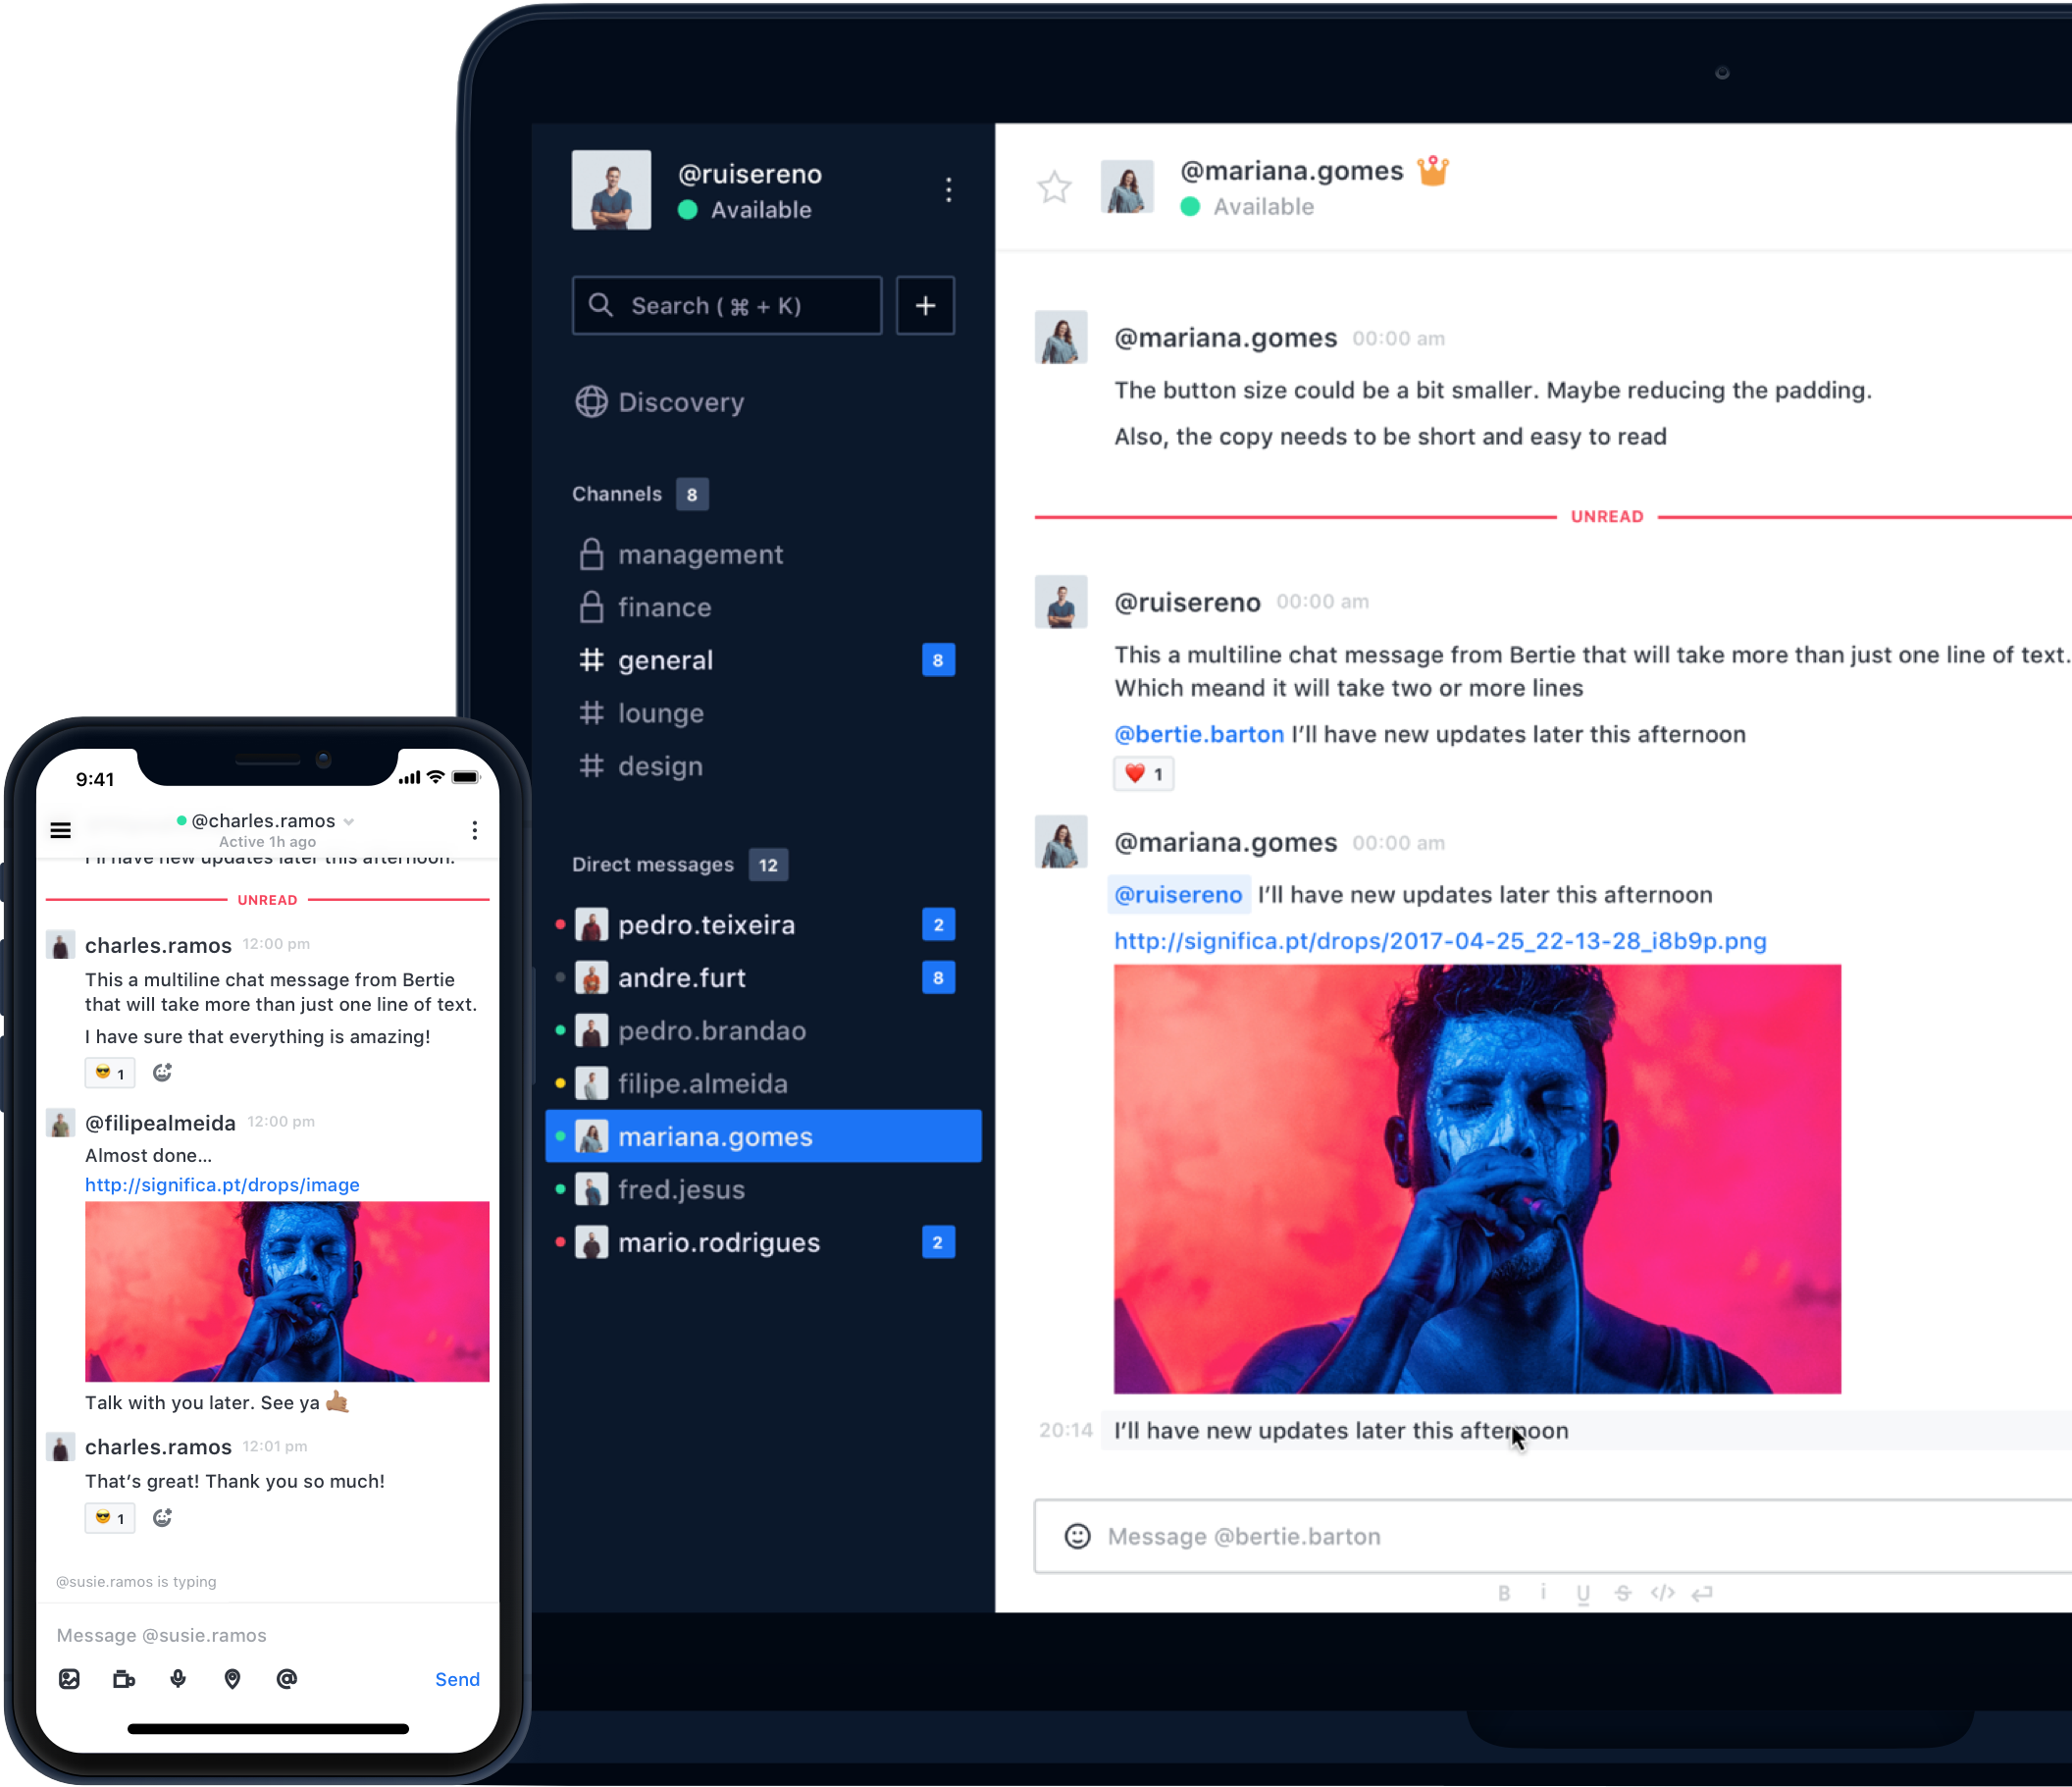 @ruisereno
Available
Search ( ⌘ + K)
+
Discovery
Channels 8
management
finance
# general 8
# lounge
# design
Direct messages 12
pedro.teixeira 2
andre.furt 8
pedro.brandao
filipe.almeida
mariana.gomes
fred.jesus
mario.rodrigues 2
@mariana.gomes
Available
@mariana.gomes 00:00 am
The button size could be a bit smaller. Maybe reducing the padding.
Also, the copy needs to be short and easy to read
UNREAD
@ruisereno 00:00 am
This a multiline chat message from Bertie that will take more than just one line of text.
Which meand it will take two or more lines
@bertie.barton I’ll have new updates later this afternoon
❤️ 1
@mariana.gomes 00:00 am
@ruisereno I’ll have new updates later this afternoon
http://significa.pt/drops/2017-04-25_22-13-28_i8b9p.png
20:14 I’ll have new updates later this afternoon
Message @bertie.barton
B i U S </>
9:41
@charles.ramos
Active 1h ago
I’ll have new updates later this afternoon.
UNREAD
charles.ramos 12:00 pm
This a multiline chat message from Bertie
that will take more than just one line of text.
I have sure that everything is amazing!
😎 1
@filipealmeida 12:00 pm
Almost done...
http://significa.pt/drops/image
Talk with you later. See ya 🤙🏽
charles.ramos 12:01 pm
That’s great! Thank you so much!
😎 1
@susie.ramos is typing
Message @susie.ramos
@ Send